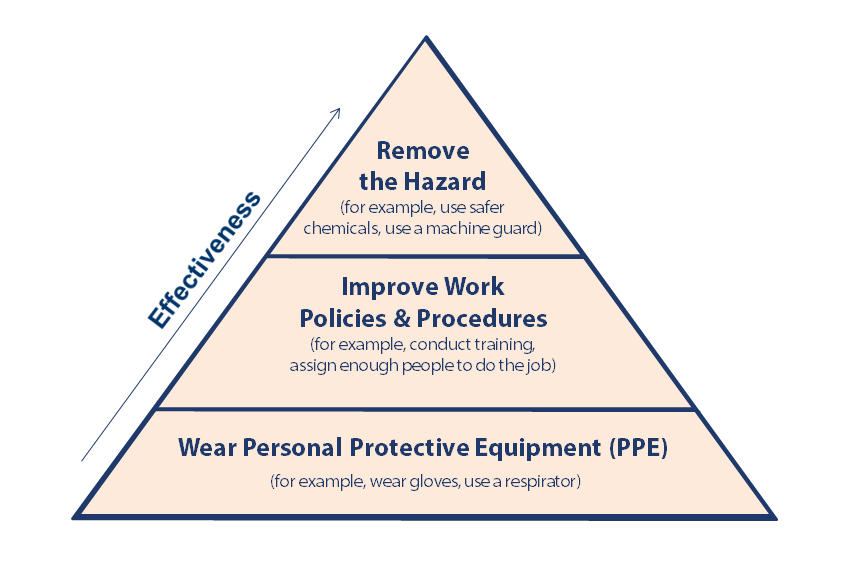 Effectiveness
Remove
the Hazard
(for example, use safer
chemicals, use a machine guard)
Improve Work
Policies & Procedures
(for example, conduct training,
assign enough people to do the job)
Wear Personal Protective Equipment (PPE)
(for example, wear gloves, use a respirator)